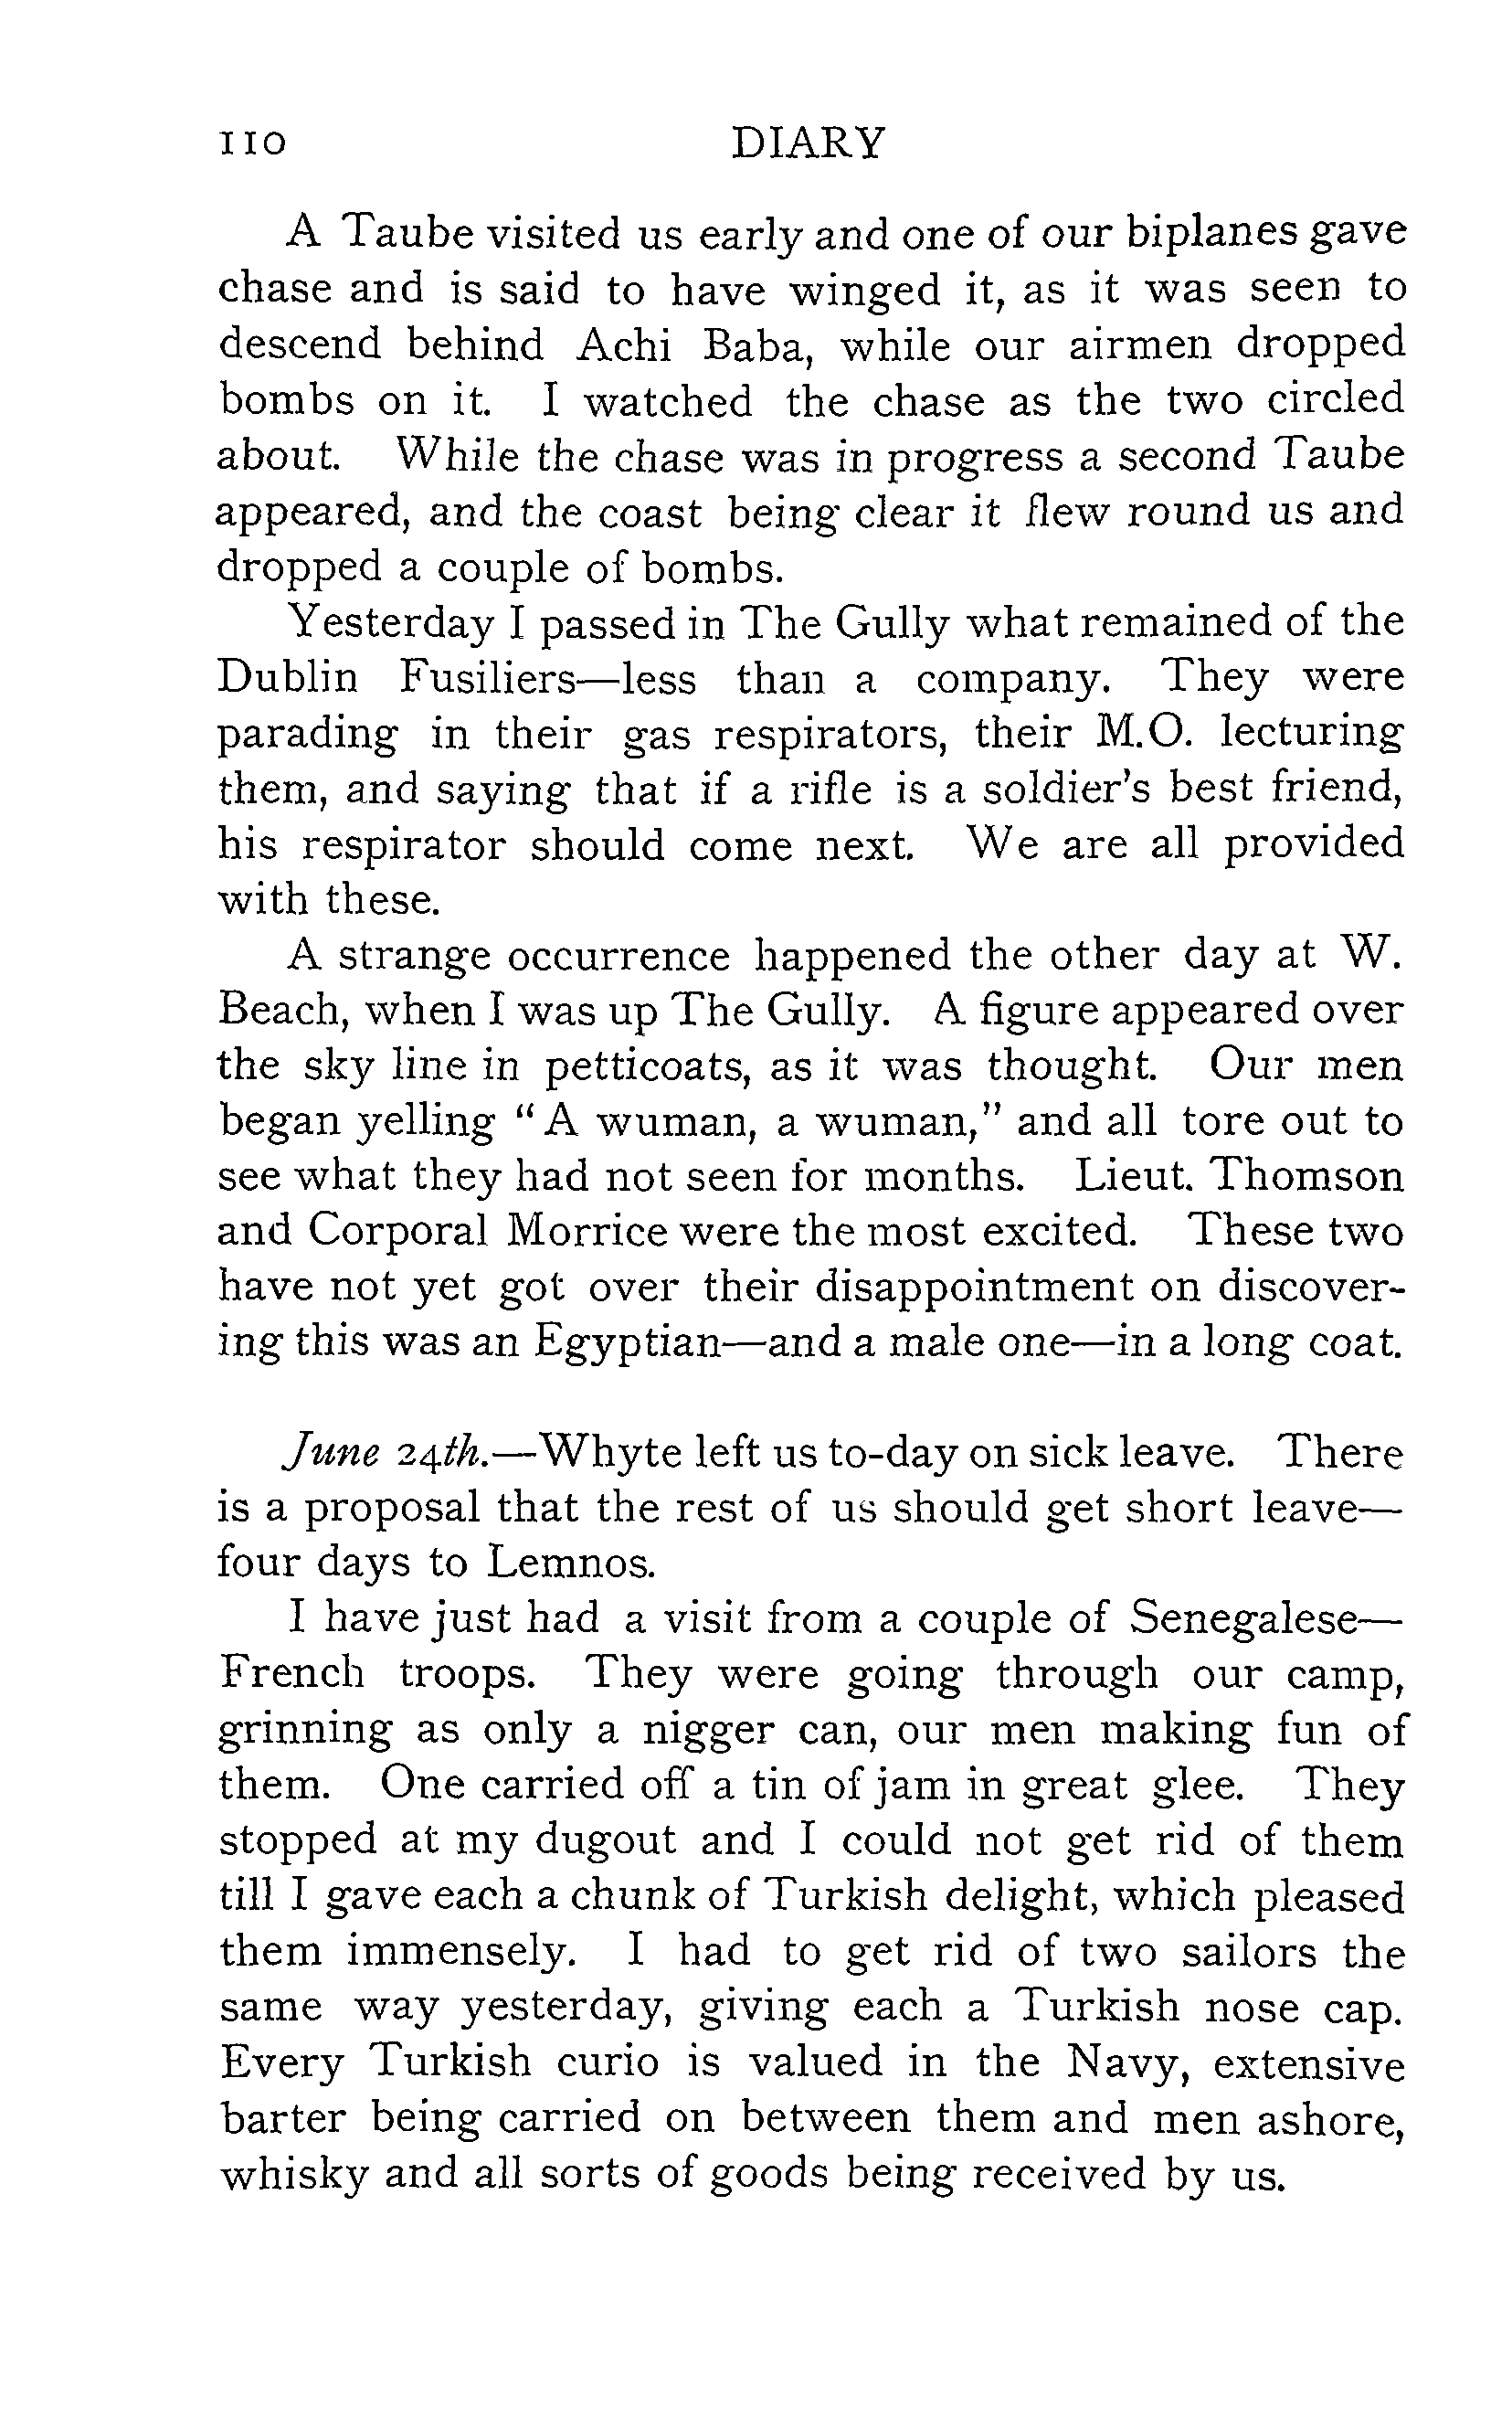 110 DIARY
A Taube visited us early and one of our biplanes gave
chase and is said to have winged it, as it was seen to
descend behind Achi Baba, while our airmen dropped
bombs on it. I watched the chase as the two circled
about. While the chase was in progress a second Taube
appeared, and the coast being clear it flew round us and
dropped a couple of bombs.
Yesterday I passed in The Gully what remained of the
Dublin Fusiliers—less than a company. They were
parading in their gas respirators, their M.O. lecturing
them, and saying that if a rifle is a soldier's best friend,
his respirator should come next. We are all provided
with these.
A strange occurrence happened the other day at W.
Beach, when I was up The Gully. A figure appeared over
the sky line in petticoats, as it was thought. Our men
began yelling "A wuman, a wuman," and all tore out to
see what they had not seen for months. Lieut. Thomson
and Corporal Morrice were the most excited. These two
have not yet got over their disappointment on discover-
ing this was an Egyptian—and a male one—in a long coat.
June 24th.—Whyte left us to-day on sick leave. There
is a proposal that the rest of us should get short leave—
four days to Lemnos.
I have just had a visit from a couple of Senegalese—
French troops. They were going through our camp,
grinning as only a nigger can, our men making fun of
them. One carried off a tin of jam in great glee. They
stopped at my dugout and I could not get rid of them
till I gave each a chunk of Turkish delight, which pleased
them immensely. I had to get rid of two sailors the
same way yesterday, giving each a Turkish nose cap.
Every Turkish curio is valued in the Navy, extensive
barter being carried on between them and men ashore,
whisky and all sorts of goods being received by us.